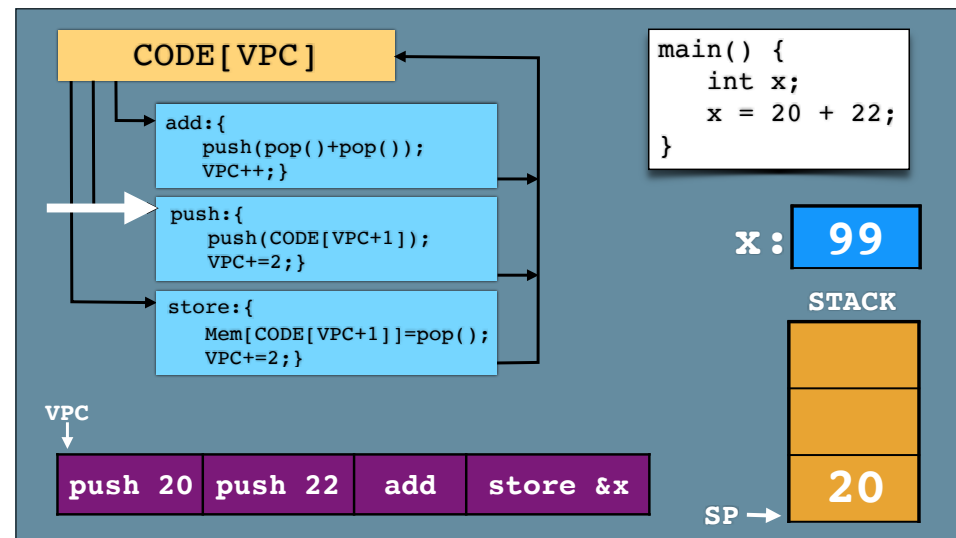 CODE[VPC]
add:{
push(pop()+pop());
VPC++;}
push:{
push(CODE[VPC+1]);
VPC+=2;}
store:{
Mem[CODE[VPC+1]]=pop();
VPC+=2;}
main() {
int x;
x = 20 + 22;
}
x: 99
STACK
20
SP
VPC
push 20 push 22 add store &x